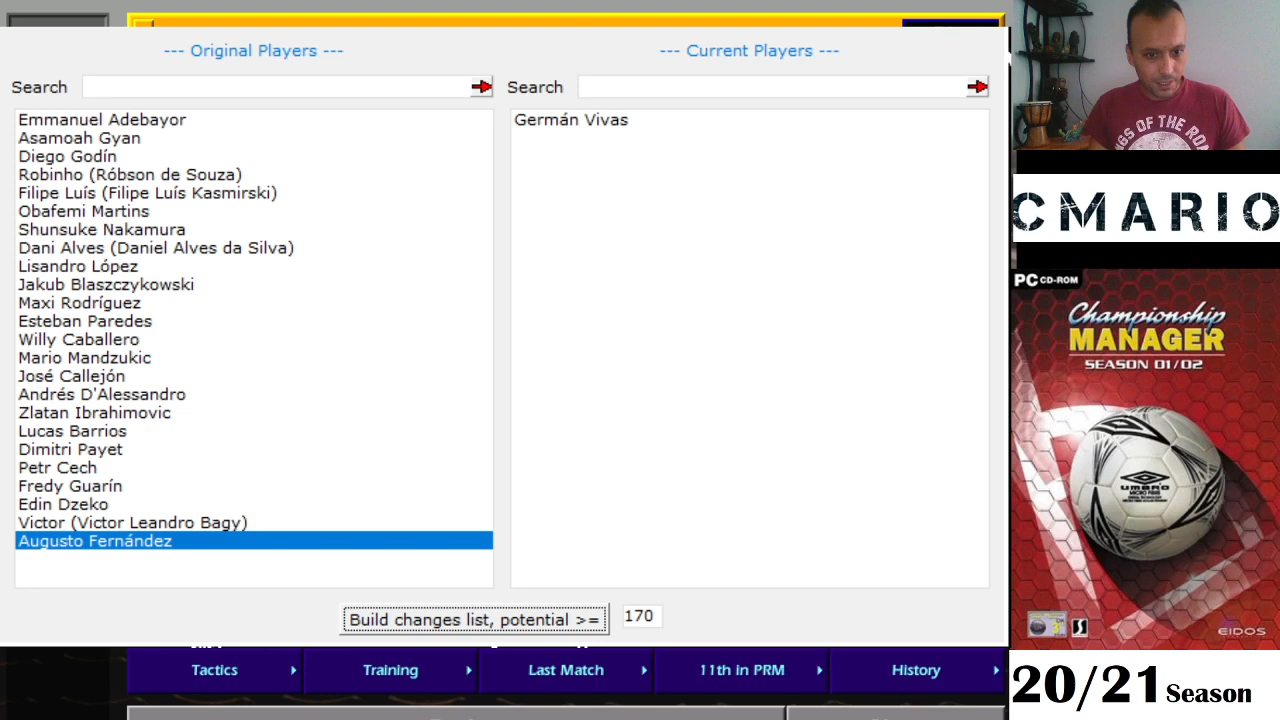 --- Original Players ---
--- Current Players ---
Search
Search
Emmanuel Adebayor
Asamoah Gyan
Diego Godín
Robinho (Róbson de Souza)
Filipe Luís (Filipe Luís Kasmirski)
Obafemi Martins
Shunsuke Nakamura
Dani Alves (Daniel Alves da Silva)
Lisandro López
Jakub Blaszczykowski
Maxi Rodríguez
Esteban Paredes
Willy Caballero
Mario Mandzukic
José Callejón
Andrés D'Alessandro
Zlatan Ibrahimovic
Lucas Barrios
Dimitri Payet
Petr Cech
Fredy Guarín
Edin Dzeko
Victor (Victor Leandro Bagy)
Augusto Fernández
Germán Vivas
Build changes list, potential >=
170
Tactics
Training
Last Match
11th in PRM
History
CMARIO
PC CD-ROM
Championship
MANAGER
SEASON 01/02
UMBRO
EIDOS
20/21 Season